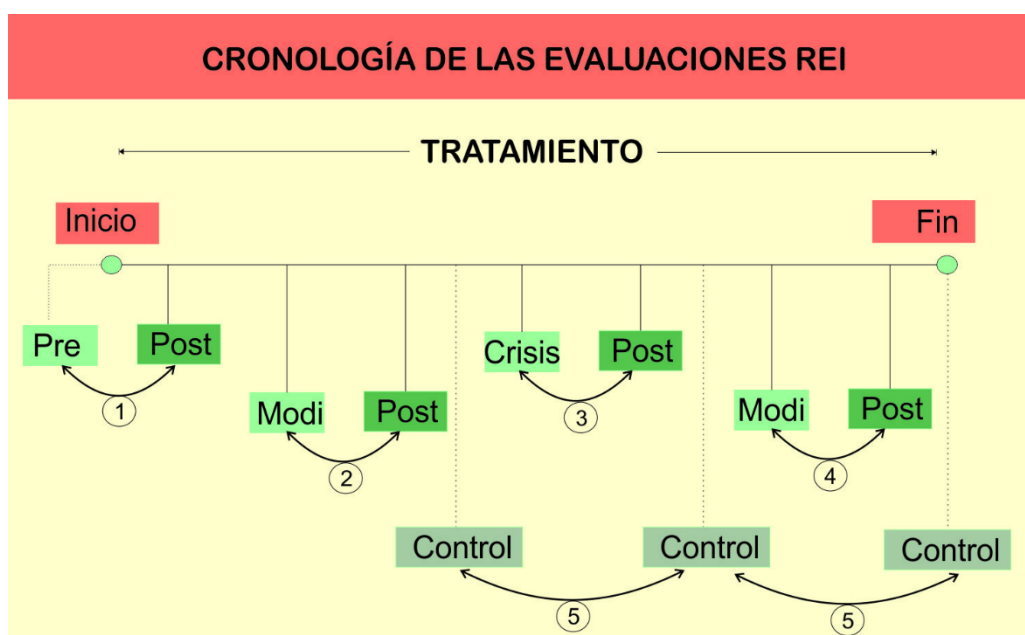 CRONOLOGÍA DE LAS EVALUACIONES REI
TRATAMIENTO
Inicio
Fin
Pre
Post
Crisis
Post
1
Modi
Post
3
Modi
Post
2
4
Control
Control
Control
5
5